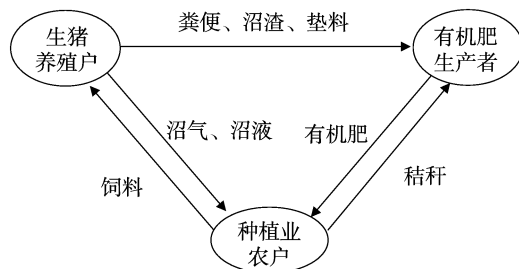 生猪
养殖户
粪便、沼渣、垫料
有机肥
生产者
沼气、沼液
有机肥
饲料
秸秆
种植业
农户